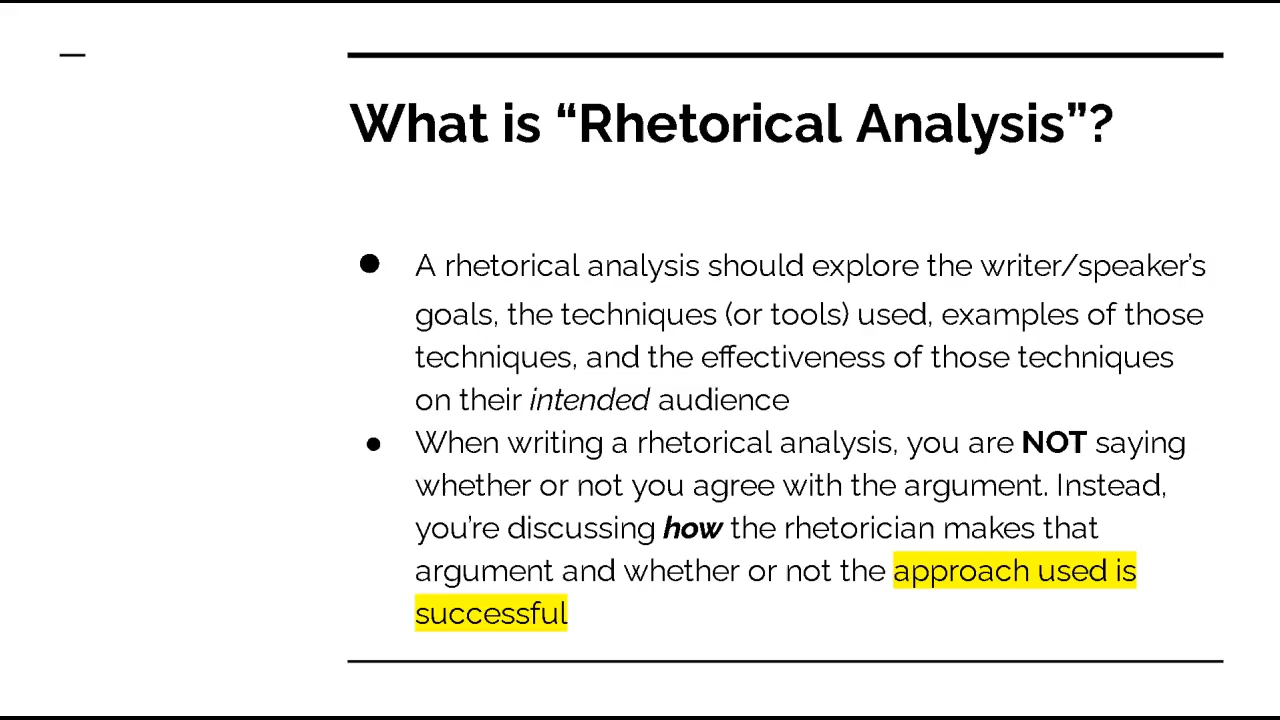 What is “Rhetorical Analysis”?
● A rhetorical analysis should explore the writer/speaker’s
goals, the techniques (or tools) used, examples of those
techniques, and the effectiveness of those techniques
on their intended audience
● When writing a rhetorical analysis, you are NOT saying
whether or not you agree with the argument. Instead,
you’re discussing how the rhetorician makes that
argument and whether or not the approach used is
successful